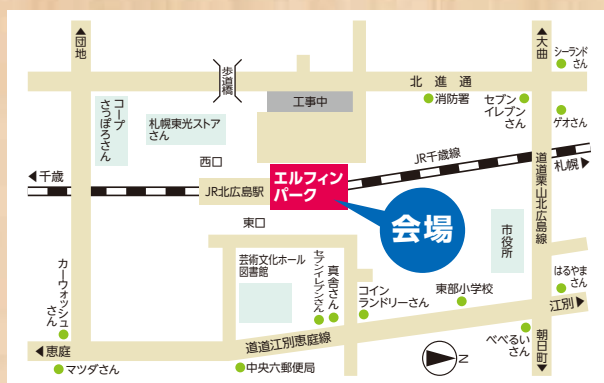 ▲団地
歩道橋
▲大曲
シーランド
さん
北進通
コープ
さっぽろさん
札幌東光ストア
さん
工事中
消防署
セブン
イレブン
さん
ゲオさん
西口
JR千歳線
◀千歳
札幌▶
JR北広島駅
エルフィン
パーク
道道栗山北広島線
会場
東口
市役所
芸術文化ホール
図書館
セブンイレブンさん
真舎さん
コイン
ランドリーさん
東部小学校
はるやま
さん
江別▶
カーウォッシュ
さん
道道江別恵庭線
べべるい
さん
朝日町▼
◀恵庭
マツダさん
中央六郵便局
N